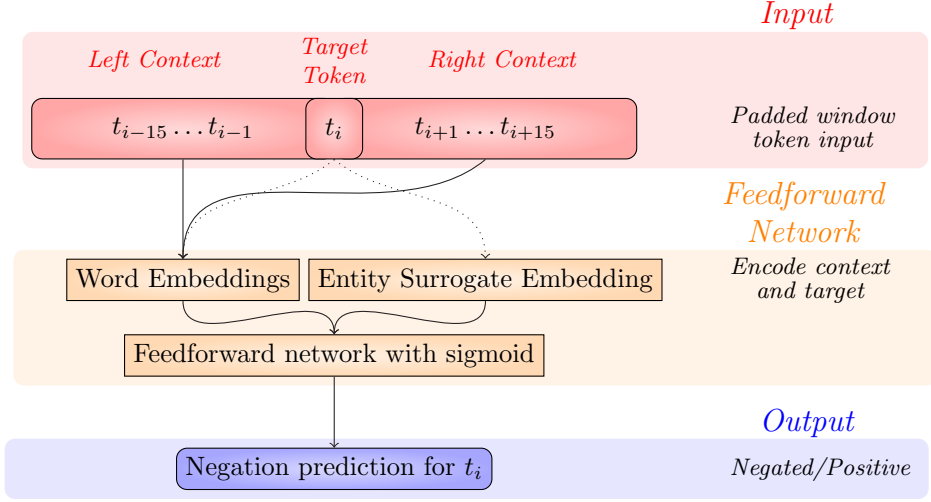 Input
Left Context
Target
Token
Right Context
t_{i−15} … t_{i−1}
t_i
t_{i+1} … t_{i+15}
Padded window
token input
Feedforward
Network
Word Embeddings
Entity Surrogate Embedding
Encode context
and target
Feedforward network with sigmoid
Output
Negation prediction for t_i
Negated/Positive